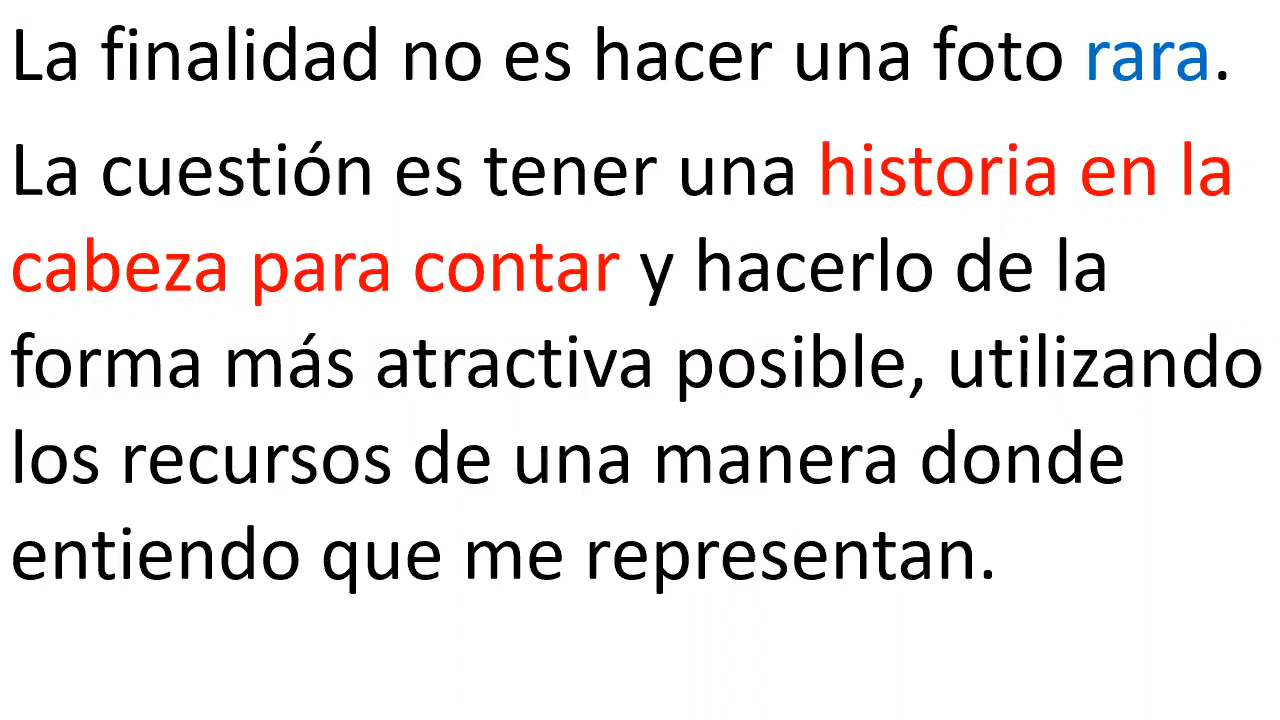 La finalidad no es hacer una foto rara.
La cuestión es tener una historia en la
cabeza para contar y hacerlo de la
forma más atractiva posible, utilizando
los recursos de una manera donde
entiendo que me representan.